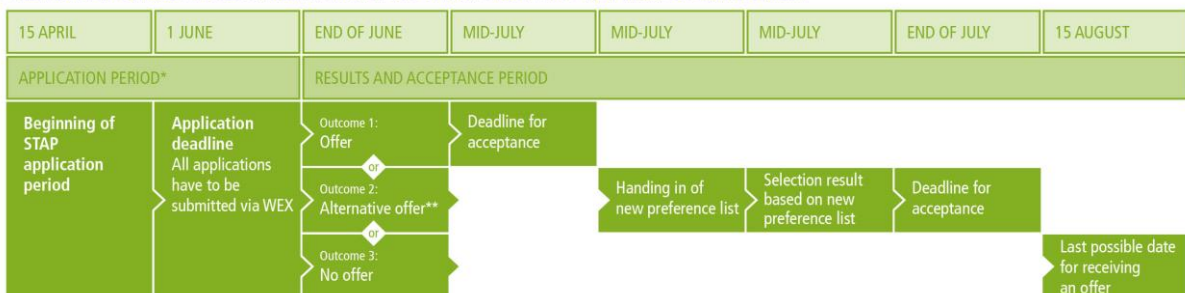 15 APRIL
1 JUNE
END OF JUNE
MID-JULY
MID-JULY
MID-JULY
END OF JULY
15 AUGUST
APPLICATION PERIOD*
RESULTS AND ACCEPTANCE PERIOD
Beginning of
STAP
application
period
Application
deadline
All applications
have to be
submitted via WEX
Outcome 1:
Offer
or
Outcome 2:
Alternative offer**
or
Outcome 3:
No offer
Deadline for
acceptance
Handing in of
new preference list
Selection result
based on new
preference list
Deadline for
acceptance
Last possible date
for receiving
an offer